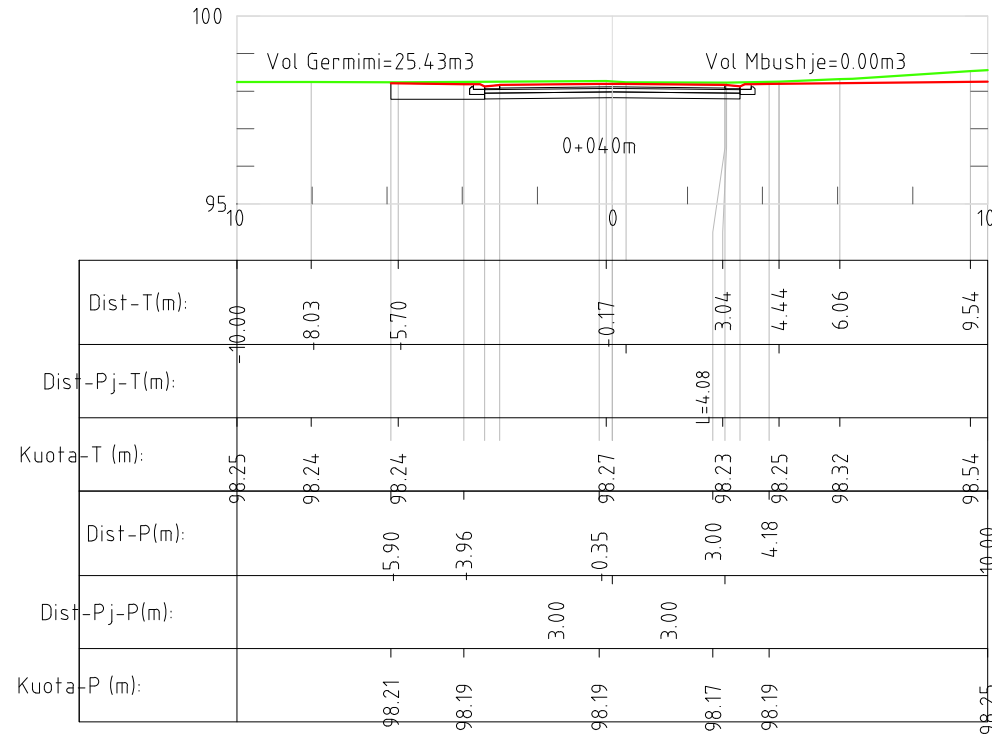 100
Vol Germimi=25.43m3 Vol Mbushje=0.00m3
0+040m
95
10 0 10
Dist-T(m): -10.00 -8.03 -5.70 -0.17 3.04 4.44 6.06 9.54
Dist-Pj-T(m): L=4.08
Kuota-T (m): 98.25 98.24 98.24 98.27 98.23 98.25 98.32 98.54
Dist-P(m): -5.90 -3.96 -0.35 3.00 4.18 10.00
Dist-Pj-P(m): 3.00 3.00
Kuota-P (m): 98.21 98.19 98.19 98.17 98.19 98.25